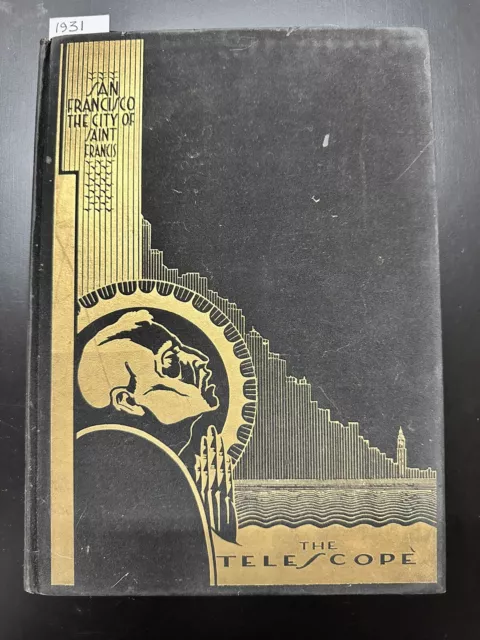 1931
SAN
FRANCISCO
THE CITY OF
SAINT
FRANCIS
THE
TELESCOPE